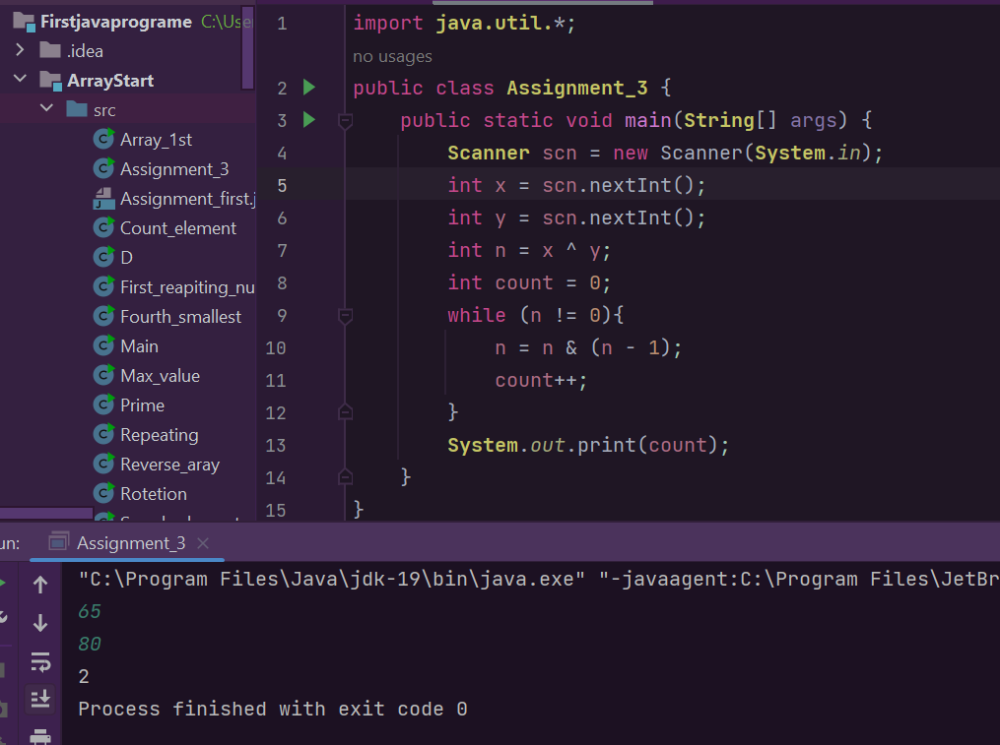 Firstjavaprograme C:\Use
.idea
ArrayStart
src
Array_1st
Assignment_3
Assignment_first.j
Count_element
D
First_reapiting_nu
Fourth_smallest
Main
Max_value
Prime
Repeating
Reverse_aray
Rotetion
1 import java.util.*;
no usages
2 public class Assignment_3 {
3 public static void main(String[] args) {
4 Scanner scn = new Scanner(System.in);
5 int x = scn.nextInt();
6 int y = scn.nextInt();
7 int n = x ^ y;
8 int count = 0;
9 while (n != 0){
10 n = n & (n - 1);
11 count++;
12 }
13 System.out.print(count);
14 }
15 }
un: Assignment_3
"C:\Program Files\Java\jdk-19\bin\java.exe" "-javaagent:C:\Program Files\JetBr
65
80
2
Process finished with exit code 0